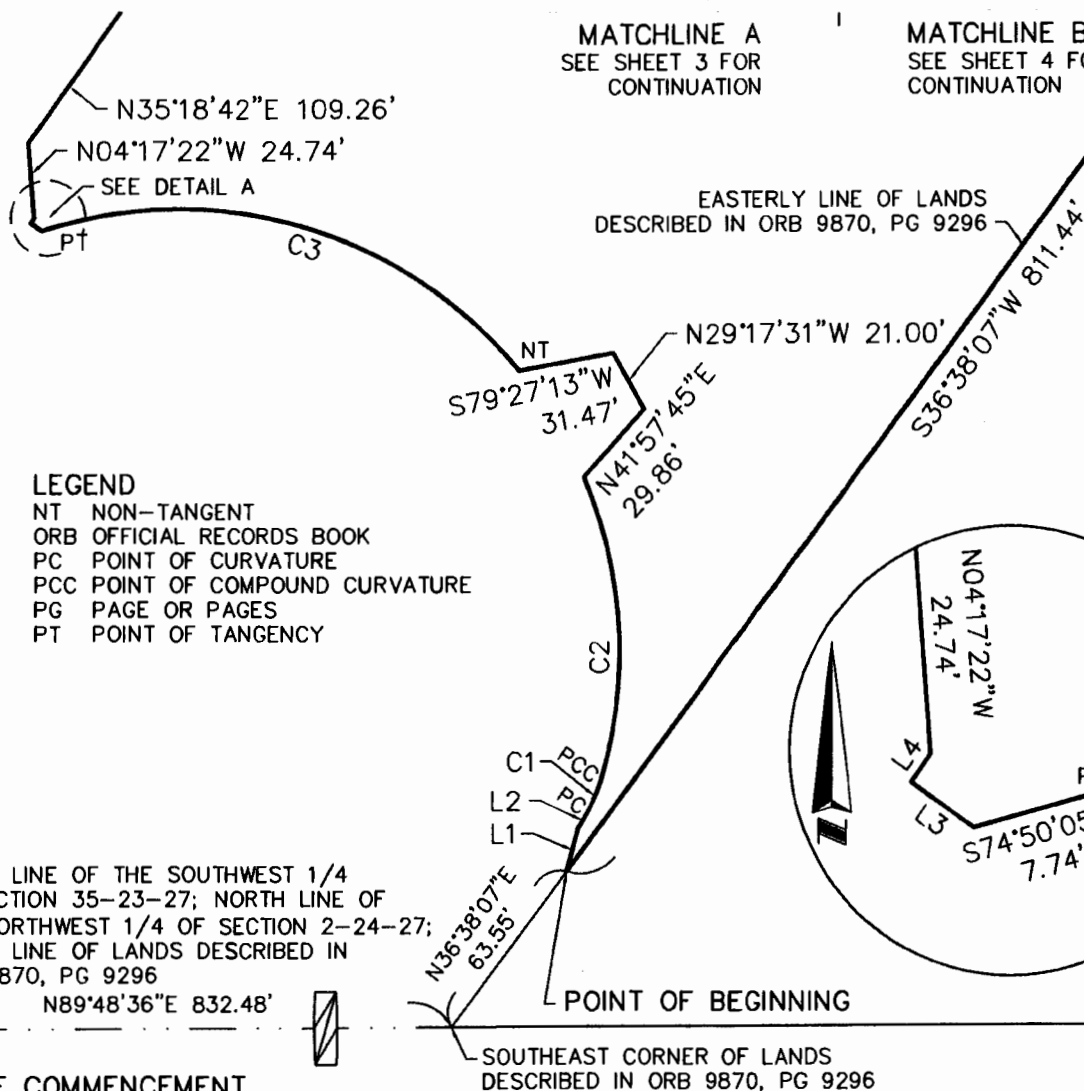 MATCHLINE A
SEE SHEET 3 FOR
CONTINUATION
MATCHLINE B
SEE SHEET 4 FO
CONTINUATION
N35°18'42"E 109.26'
N04°17'22"W 24.74'
SEE DETAIL A
PT
C3
EASTERLY LINE OF LANDS
DESCRIBED IN ORB 9870, PG 9296
S36°38'07"W 811.44'
NT
N29°17'31"W 21.00'
S79°27'13"W
31.47'
N41°57'45"E
29.86'
LEGEND
NT NON-TANGENT
ORB OFFICIAL RECORDS BOOK
PC POINT OF CURVATURE
PCC POINT OF COMPOUND CURVATURE
PG PAGE OR PAGES
PT POINT OF TANGENCY
C2
N04°17'22"W
24.74'
L4
L3
S74°50'05
7.74'
C1
PCC
L2
PC
L1
LINE OF THE SOUTHWEST 1/4
CTION 35-23-27; NORTH LINE OF
ORTHWEST 1/4 OF SECTION 2-24-27;
LINE OF LANDS DESCRIBED IN
870, PG 9296
N89°48'36"E 832.48'
N36°38'07"E
63.55'
POINT OF BEGINNING
SOUTHEAST CORNER OF LANDS
DESCRIBED IN ORB 9870, PG 9296
COMMENCEMENT